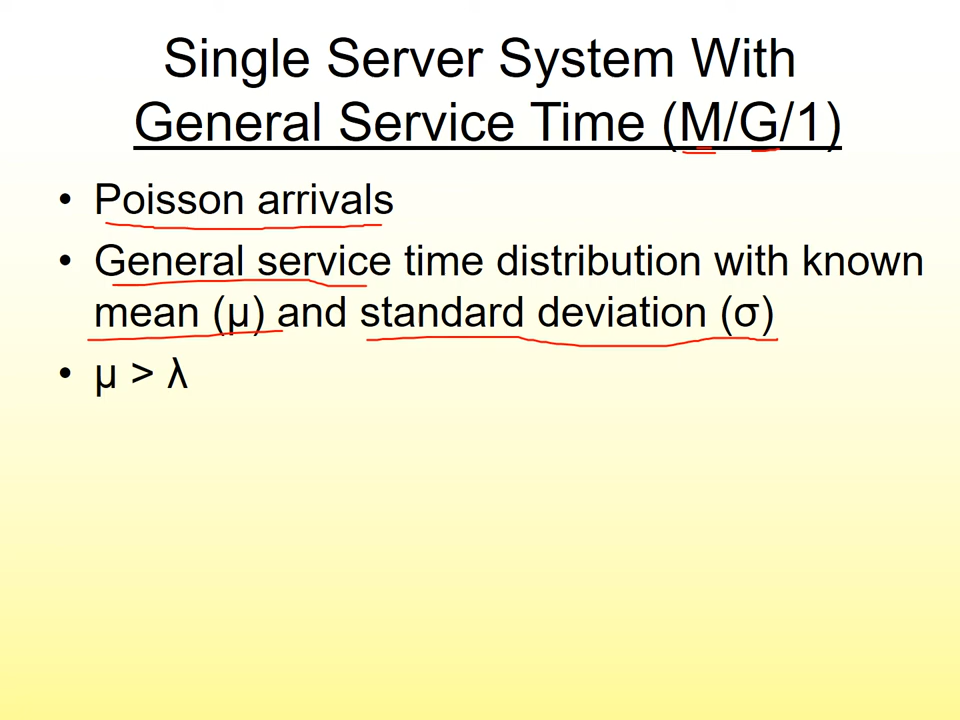 Single Server System With
General Service Time (M/G/1)
• Poisson arrivals
• General service time distribution with known
mean (μ) and standard deviation (σ)
• μ > λ